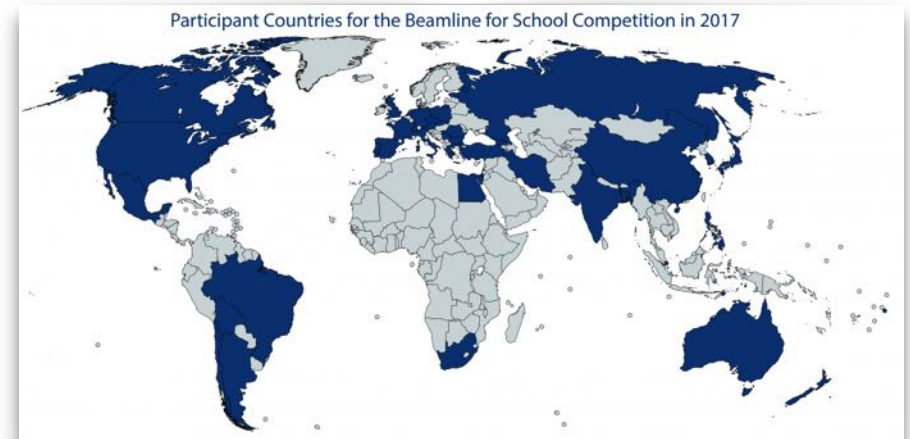 Participant Countries for the Beamline for School Competition in 2017